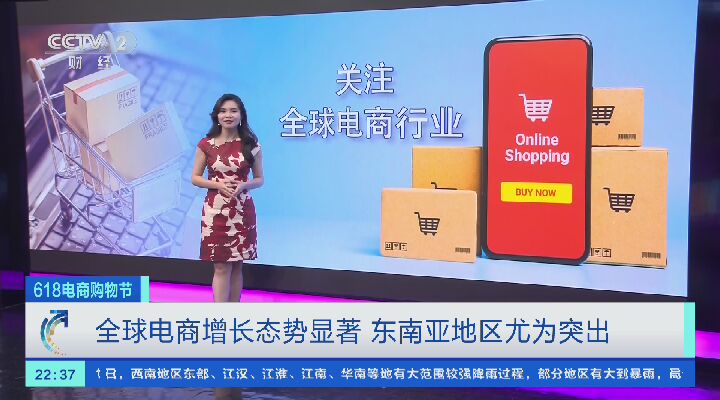 CCTV 2
财经
关注
全球电商行业
Online
Shopping
BUY NOW
618电商购物节
全球电商增长态势显著 东南亚地区尤为突出
22:37
1日，西南地区东部、江汉、江淮、江南、华南等地有大范围较强降雨过程，部分地区有大到暴雨，局